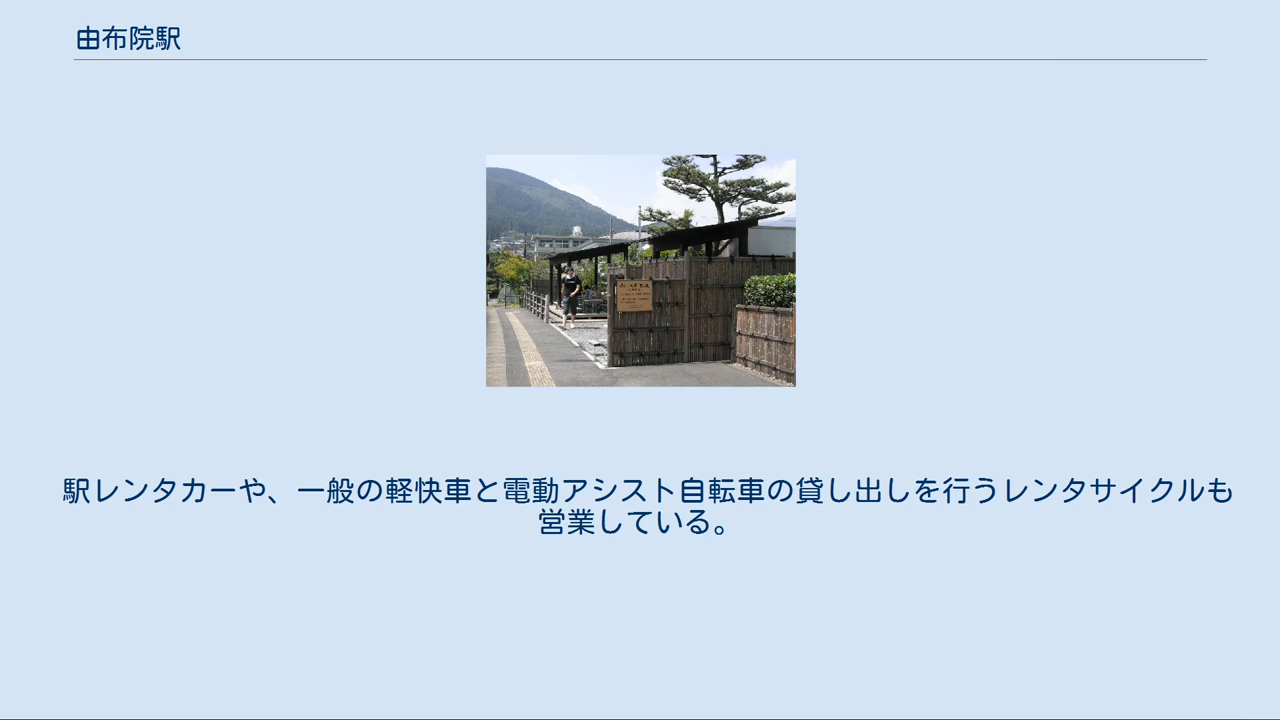 由布院駅
駅レンタカーや、一般の軽快車と電動アシスト自転車の貸し出しを行うレンタサイクルも
営業している。